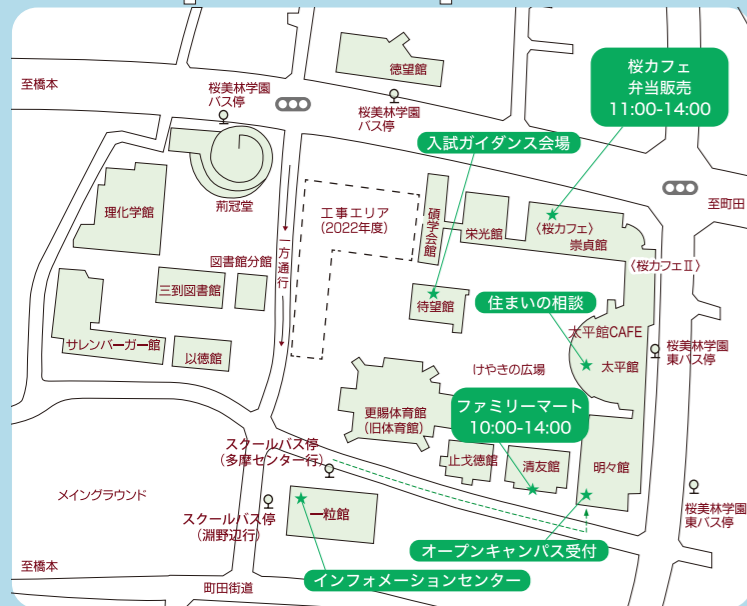 至橋本
桜美林学園
バス停
徳望館
桜美林学園
バス停
桜カフェ
弁当販売
11:00-14:00
入試ガイダンス会場
至町田
理化学館
荊冠堂
工事エリア
(2022年度)
碩学会館
栄光館
〈桜カフェ〉
崇貞館
〈桜カフェⅡ〉
図書館分館
一方通行
三到図書館
待望館
住まいの相談
太平館CAFE
太平館
桜美林学園
東バス停
サレンバーガー館
以徳館
けやきの広場
ファミリーマート
10:00-14:00
更賜体育館
(旧体育館)
スクールバス停
(多摩センター行)
止戈徳館
清友館
明々館
メイングラウンド
スクールバス停
(淵野辺行)
一粒館
桜美林学園
東バス停
オープンキャンパス受付
至橋本
インフォメーションセンター
町田街道